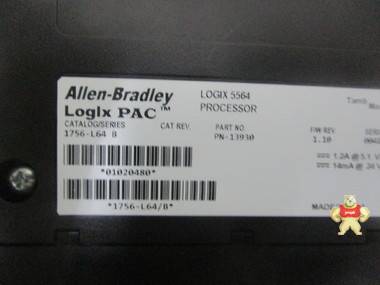 Allen-Bradley
Logix PAC™
LOGIX 5564
PROCESSOR
CATALOG/SERIES
CAT REV.
PART NO
F/W REV.
1756-L64 B
PN-13930
1.10
1.2A @ 5.1
14mA @ 24
*01020480*
*1756-L64/B*
MADE